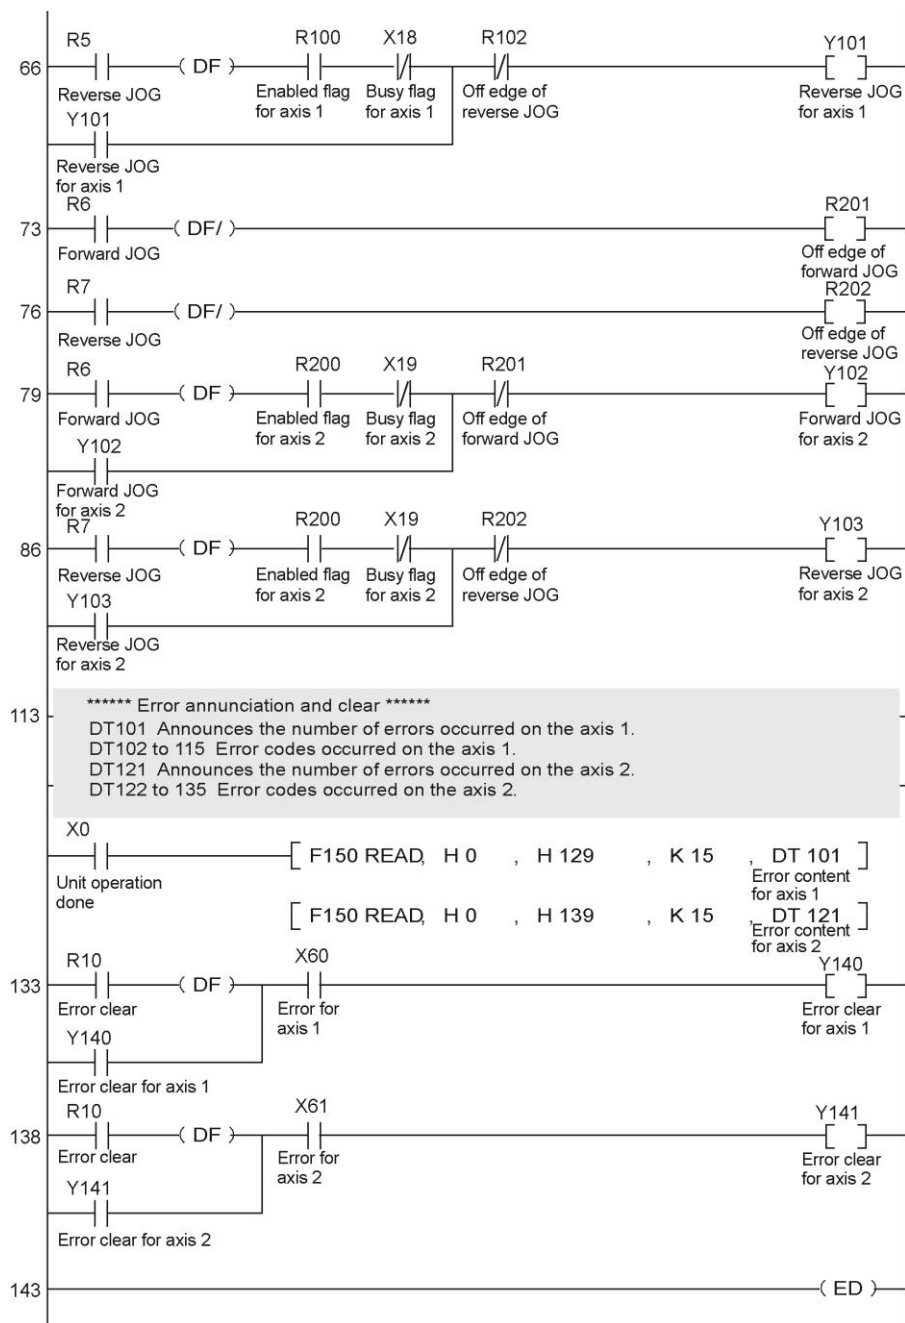 R5 R100 X18 R102 Y101
66 ( DF )
Reverse JOG Enabled flag Busy flag Off edge of Reverse JOG
for axis 1 for axis 1 reverse JOG for axis 1
Y101
Reverse JOG
for axis 1
R6 R201
73 ( DF/ )
Forward JOG Off edge of
forward JOG
R7 R202
76 ( DF/ )
Reverse JOG Off edge of
reverse JOG
R6 R200 X19 R201 Y102
79 ( DF )
Forward JOG Enabled flag Busy flag Off edge of Forward JOG
for axis 2 for axis 2 forward JOG for axis 2
Y102
Forward JOG
for axis 2
R7 R200 X19 R202 Y103
86 ( DF )
Reverse JOG Enabled flag Busy flag Off edge of Reverse JOG
for axis 2 for axis 2 reverse JOG for axis 2
Y103
Reverse JOG
for axis 2
****** Error annunciation and clear ******
113
DT101 Announces the number of errors occurred on the axis 1.
DT102 to 115 Error codes occurred on the axis 1.
DT121 Announces the number of errors occurred on the axis 2.
DT122 to 135 Error codes occurred on the axis 2.
X0
[ F150 READ, H 0 , H 129 , K 15 , DT 101 ]
Unit operation Error content
done for axis 1
[ F150 READ, H 0 , H 139 , K 15 , DT 121 ]
Error content
for axis 2
R10 X60 Y140
133 ( DF )
Error clear Error for Error clear
axis 1 for axis 1
Y140
Error clear for axis 1
R10 X61 Y141
138 ( DF )
Error clear Error for Error clear
axis 2 for axis 2
Y141
Error clear for axis 2
143 ( ED )